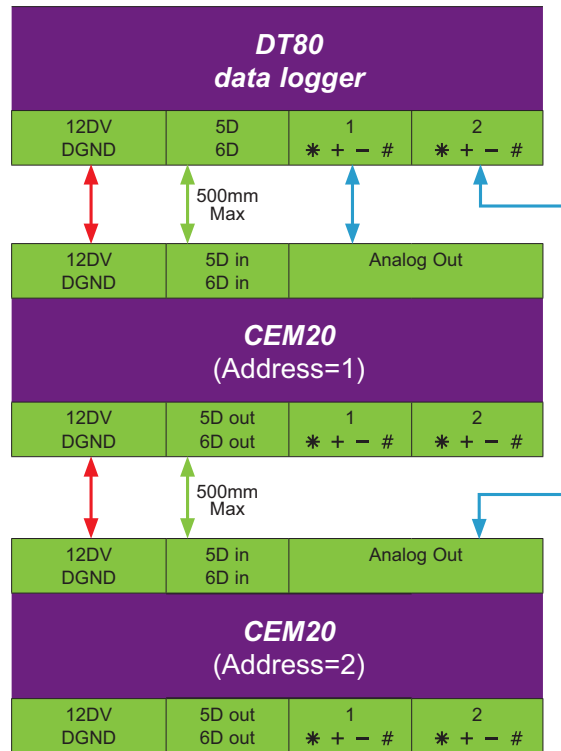 DT80
data logger
12DV 5D 1 2
DGND 6D * + - # * + - #
500mm
Max
12DV 5D in Analog Out
DGND 6D in
CEM20
(Address=1)
12DV 5D out 1 2
DGND 6D out * + - # * + - #
500mm
Max
12DV 5D in Analog Out
DGND 6D in
CEM20
(Address=2)
12DV 5D out 1 2
DGND 6D out * + - # * + - #